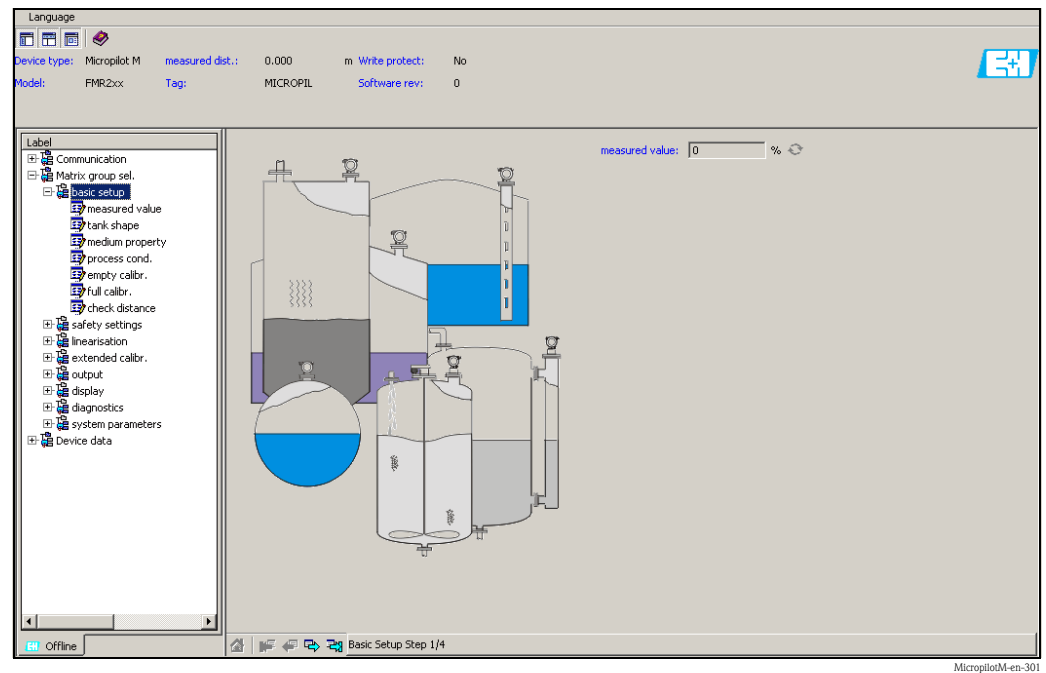 Language
Device type: Micropilot M measured dist.: 0.000 m Write protect: No
Model: FMR2xx Tag: MICROPIL Software rev: 0
E+H
Label
Communication
Matrix group sel.
basic setup
measured value
tank shape
medium property
process cond.
empty calibr.
full calibr.
check distance
safety settings
linearisation
extended calibr.
output
display
diagnostics
system parameters
Device data
measured value: 0 %
Offline
Basic Setup Step 1/4
MicropilotM-en-301